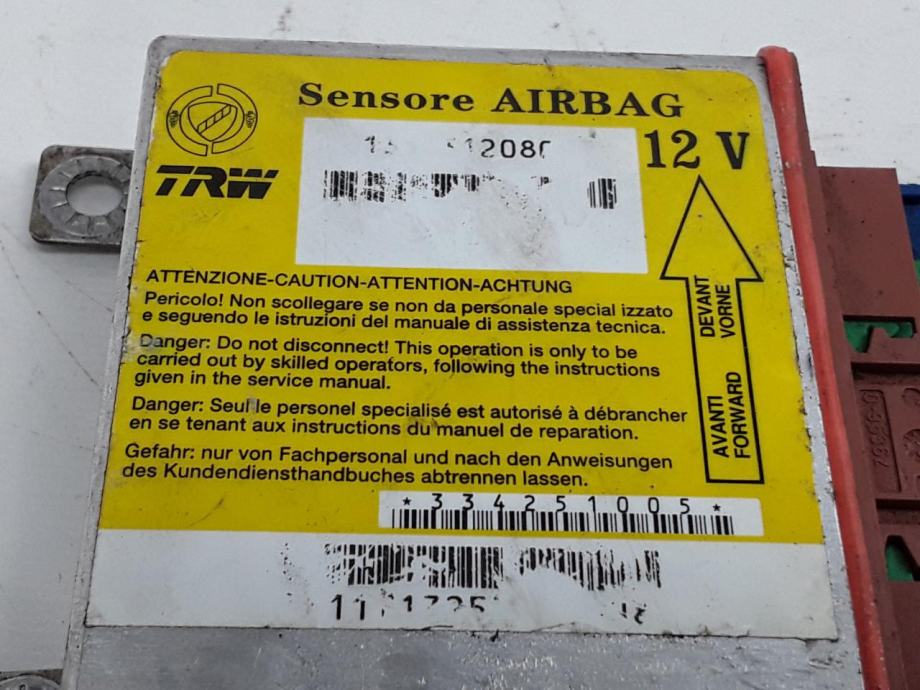 Sensore AIRBAG
12 V
TRW
ATTENZIONE-CAUTION-ATTENTION-ACHTUNG
Pericolo! Non scollegare se non da personale special izzato
e seguendo le istruzioni del manuale di assistenza tecnica.
Danger: Do not disconnect! This operation is only to be
carried out by skilled operators, following the instructions
given in the service manual.
Danger: Seul le personel specialisé est autorisé à débrancher
en se tenant aux instructions du manuel de reparation.
Gefahr: nur von Fachpersonal und nach den Anweisungen
des Kundendiensthandbuches abtrennen lassen.
DEVANT
VORNE
AVANTI
FORWARD
*334251005*